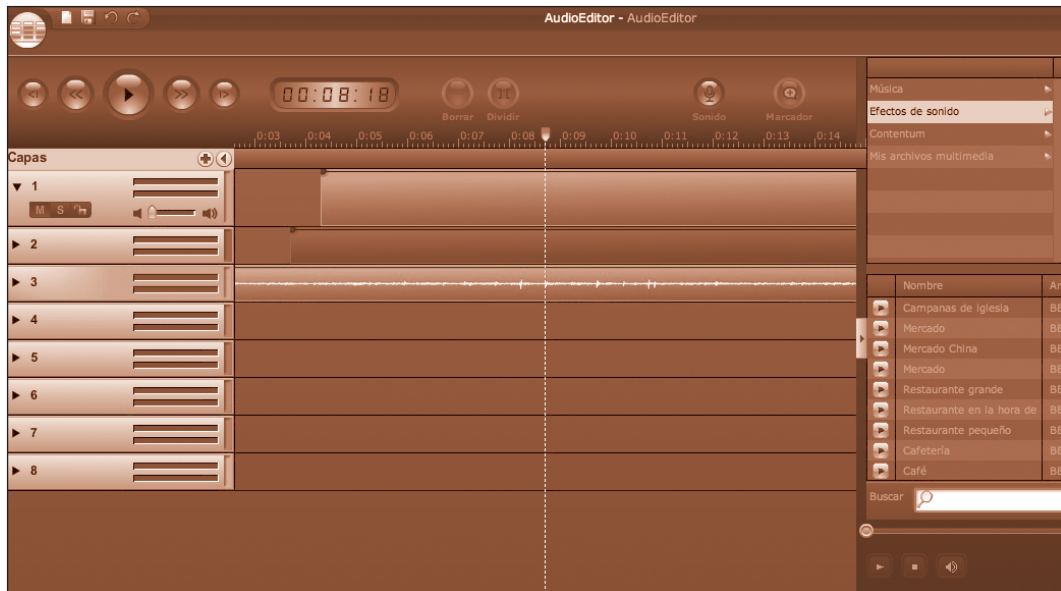 AudioEditor - AudioEditor
00:08:18
Borrar Dividir
Sonido Marcador
0:03 0:04 0:05 0:06 0:07 0:08 0:09 0:10 0:11 0:12 0:13 0:14
Capas
1
M S
2
3
4
5
6
7
8
Música
Efectos de sonido
Contentum
Mis archivos multimedia
Nombre
Campanas de iglesia
Mercado
Mercado China
Mercado
Restaurante grande
Restaurante en la hora de
Restaurante pequeño
Cafetería
Café
Buscar